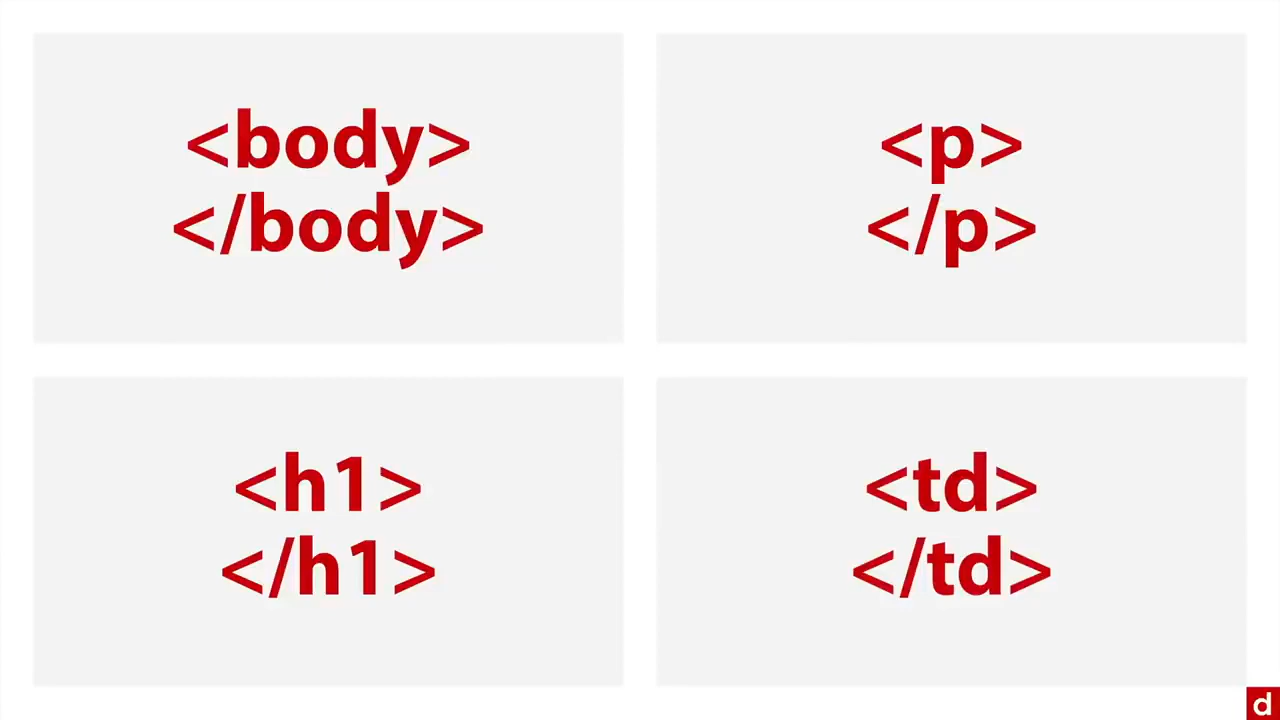 <body>
</body>
<p>
</p>
<h1>
</h1>
<td>
</td>
d